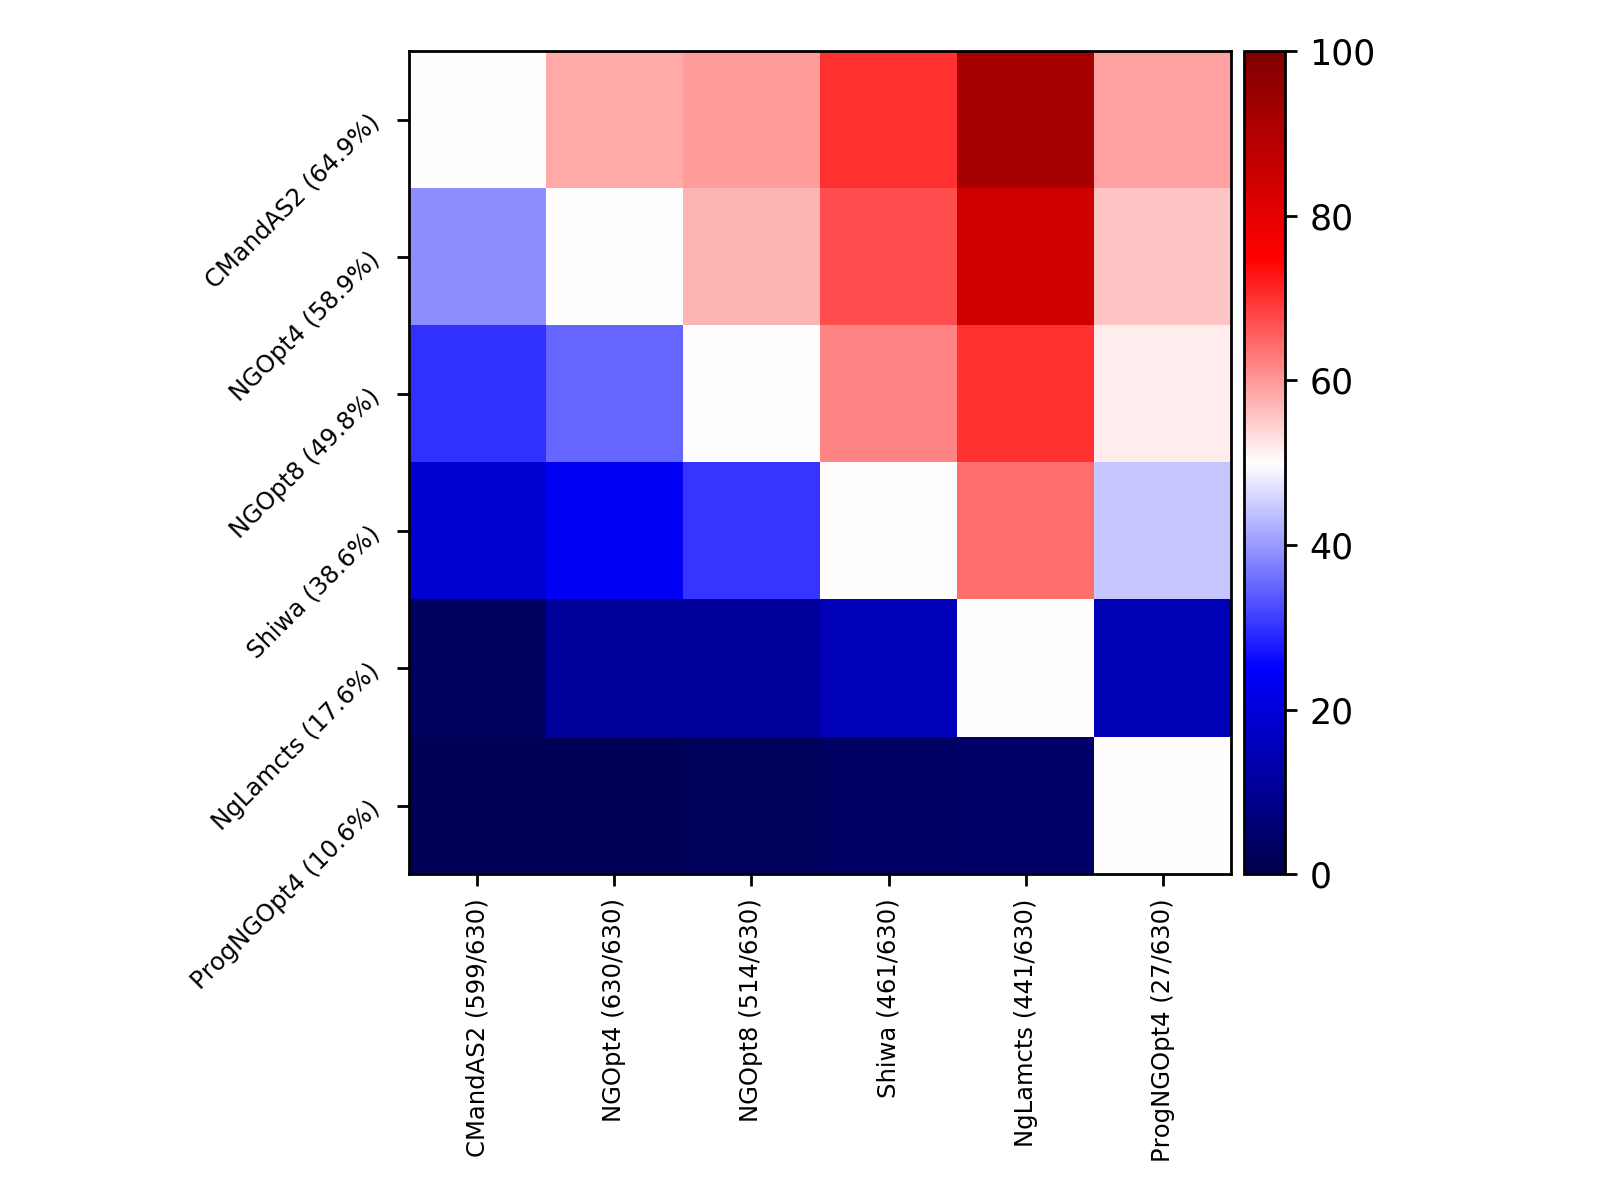 CMandAS2 (64.9%)
NGOpt4 (58.9%)
NGOpt8 (49.8%)
Shiwa (38.6%)
NgLamcts (17.6%)
ProgNGOpt4 (10.6%)
CMandAS2 (599/630)
NGOpt4 (630/630)
NGOpt8 (514/630)
Shiwa (461/630)
NgLamcts (441/630)
ProgNGOpt4 (27/630)
100
80
60
40
20
0